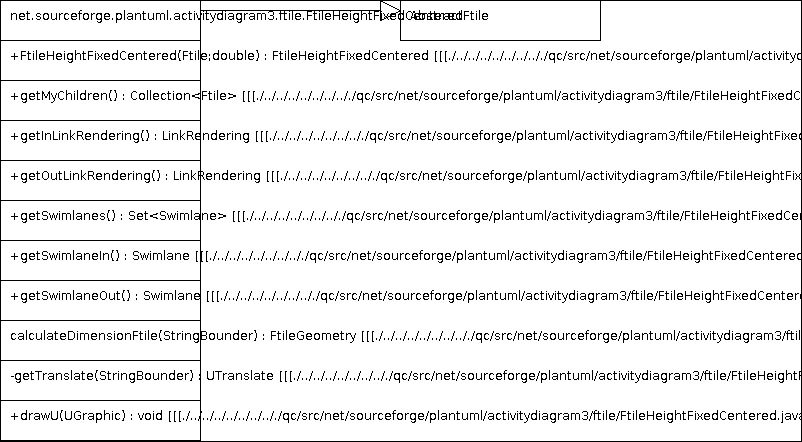 net.sourceforge.plantuml.activitydiagram3.ftile.FtileHeightFixedCentered
AbstractFtile
+FtileHeightFixedCentered(Ftile;double) : FtileHeightFixedCentered [[[./../../../../../../../../qc/src/net/sourceforge/plantuml/activityd
+getMyChildren() : Collection<Ftile> [[[./../../../../../../../../qc/src/net/sourceforge/plantuml/activitydiagram3/ftile/FtileHeightFixedC
+getInLinkRendering() : LinkRendering [[[./../../../../../../../../qc/src/net/sourceforge/plantuml/activitydiagram3/ftile/FtileHeightFixed
+getOutLinkRendering() : LinkRendering [[[./../../../../../../../../qc/src/net/sourceforge/plantuml/activitydiagram3/ftile/FtileHeightFix
+getSwimlanes() : Set<Swimlane> [[[./../../../../../../../../qc/src/net/sourceforge/plantuml/activitydiagram3/ftile/FtileHeightFixedCen
+getSwimlaneIn() : Swimlane [[[./../../../../../../../../qc/src/net/sourceforge/plantuml/activitydiagram3/ftile/FtileHeightFixedCentered
+getSwimlaneOut() : Swimlane [[[./../../../../../../../../qc/src/net/sourceforge/plantuml/activitydiagram3/ftile/FtileHeightFixedCentere
calculateDimensionFtile(StringBounder) : FtileGeometry [[[./../../../../../../../../qc/src/net/sourceforge/plantuml/activitydiagram3/ftil
-getTranslate(StringBounder) : UTranslate [[[./../../../../../../../../qc/src/net/sourceforge/plantuml/activitydiagram3/ftile/FtileHeightF
+drawU(UGraphic) : void [[[./../../../../../../../../qc/src/net/sourceforge/plantuml/activitydiagram3/ftile/FtileHeightFixedCentered.java